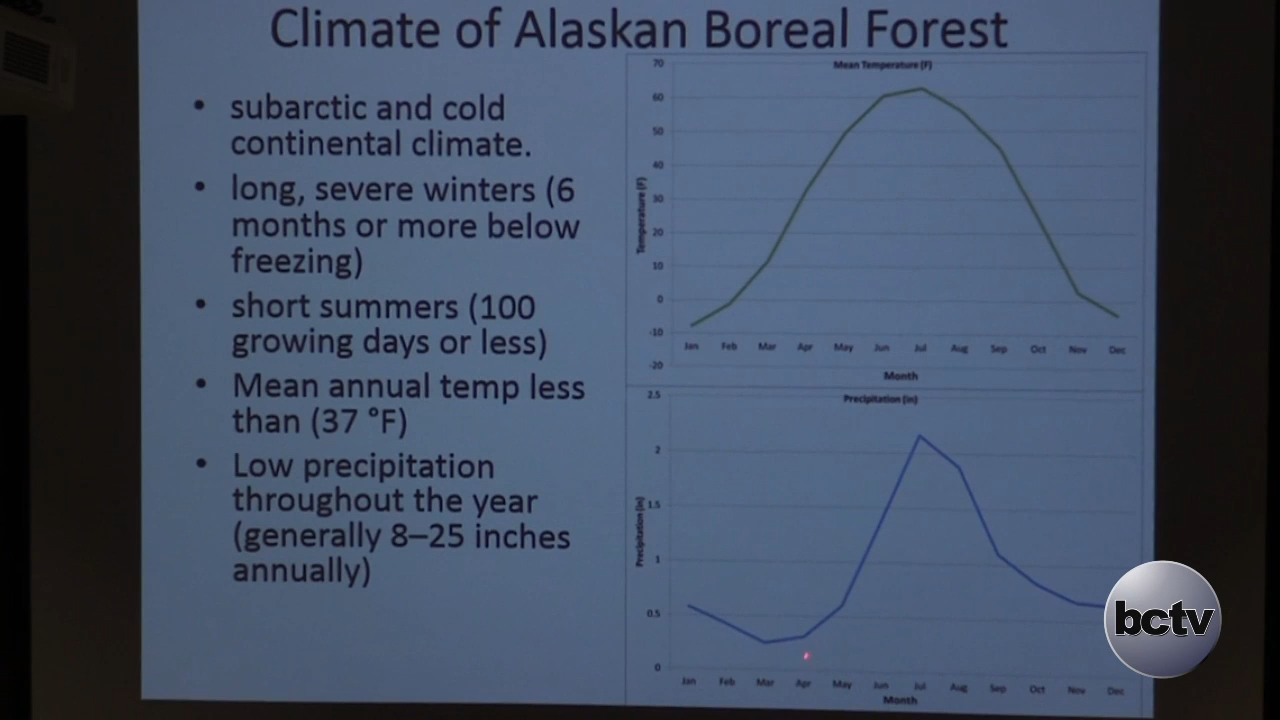 Climate of Alaskan Boreal Forest
• subarctic and cold
continental climate.
• long, severe winters (6
months or more below
freezing)
• short summers (100
growing days or less)
• Mean annual temp less
than (37 °F)
• Low precipitation
throughout the year
(generally 8–25 inches
annually)
Mean Temperature (F)
Temperature (F)
70
60
50
40
30
20
10
0
-10
-20
Jan Feb Mar Apr May Jun Jul Aug Sep Oct Nov Dec
Month
Precipitation (in)
Precipitation (in)
2.5
2
1.5
1
0.5
0
Jan Feb Mar Apr May Jun Jul Aug Sep Oct Nov Dec
Month
bctv